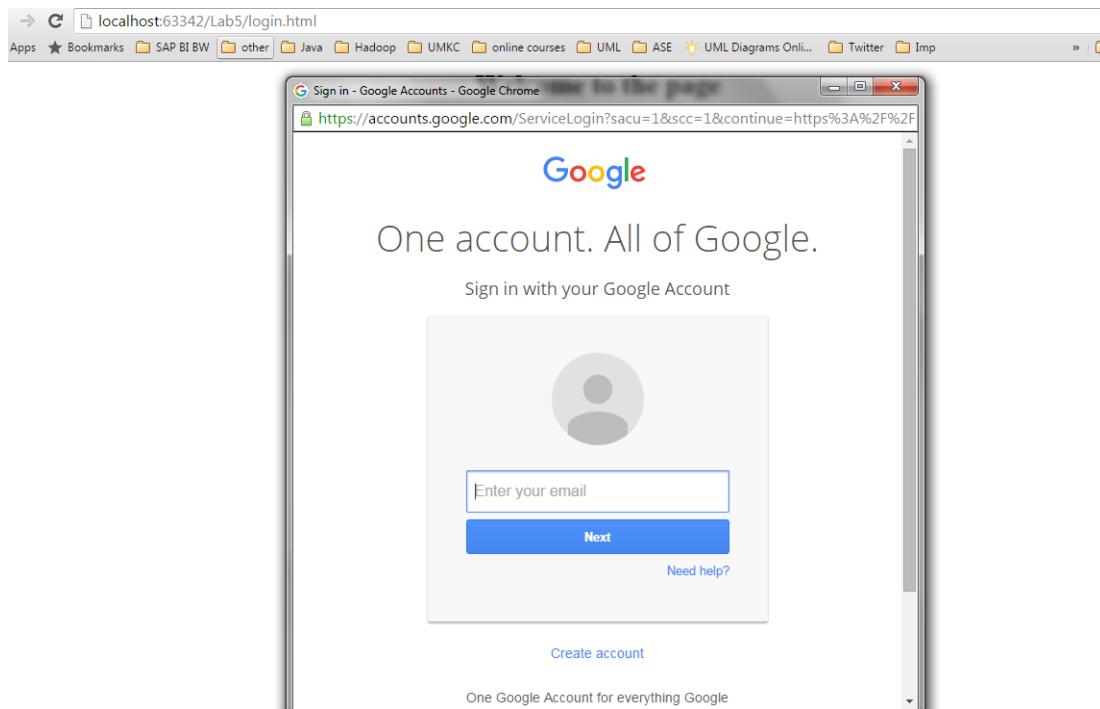 localhost:63342/Lab5/login.html
Apps Bookmarks SAP BI BW other Java Hadoop UMKC online courses UML ASE UML Diagrams Onli... Twitter Imp »
to the page
Sign in - Google Accounts - Google Chrome
https://accounts.google.com/ServiceLogin?sacu=1&scc=1&continue=https%3A%2F%2F
Google
One account. All of Google.
Sign in with your Google Account
Enter your email
Next
Need help?
Create account
One Google Account for everything Google